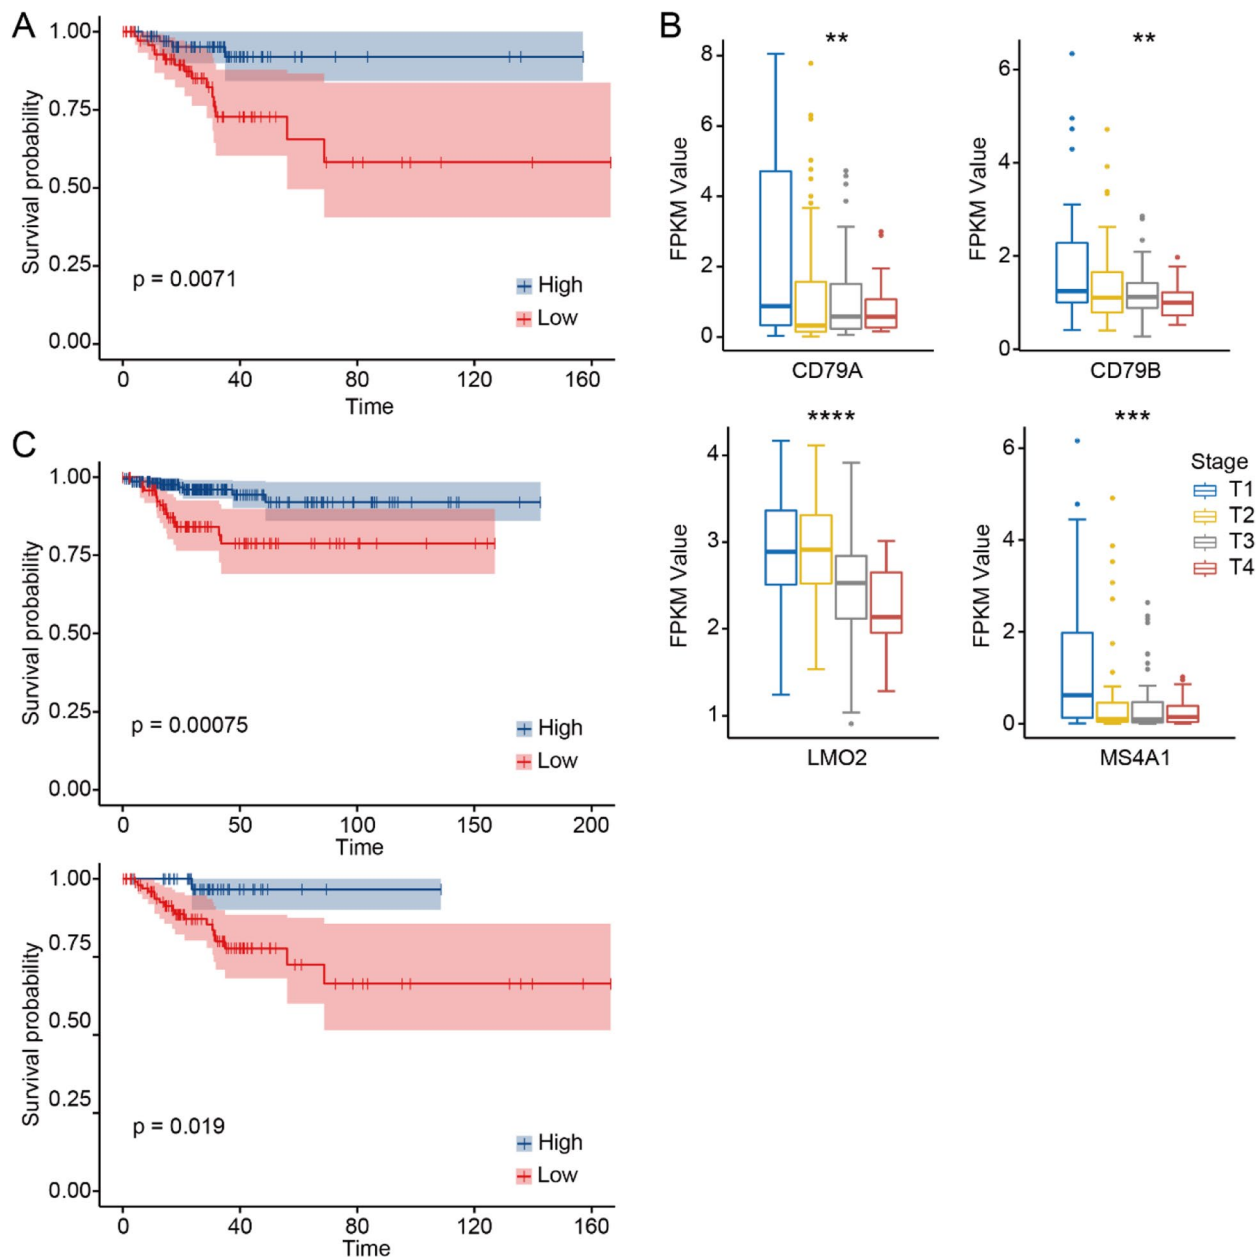 A
1.00
0.75
0.50
0.25
0.00
Survival probability
p = 0.0071
High
Low
0 40 80 120 160
Time
B
**
8
6
4
2
0
FPKM Value
CD79A
**
6
4
2
0
FPKM Value
CD79B
****
4
3
2
1
FPKM Value
LMO2
***
6
4
2
0
FPKM Value
MS4A1
Stage
T1
T2
T3
T4
C
1.00
0.75
0.50
0.25
0.00
Survival probability
p = 0.00075
High
Low
0 50 100 150 200
Time
1.00
0.75
0.50
0.25
0.00
Survival probability
p = 0.019
High
Low
0 40 80 120 160
Time